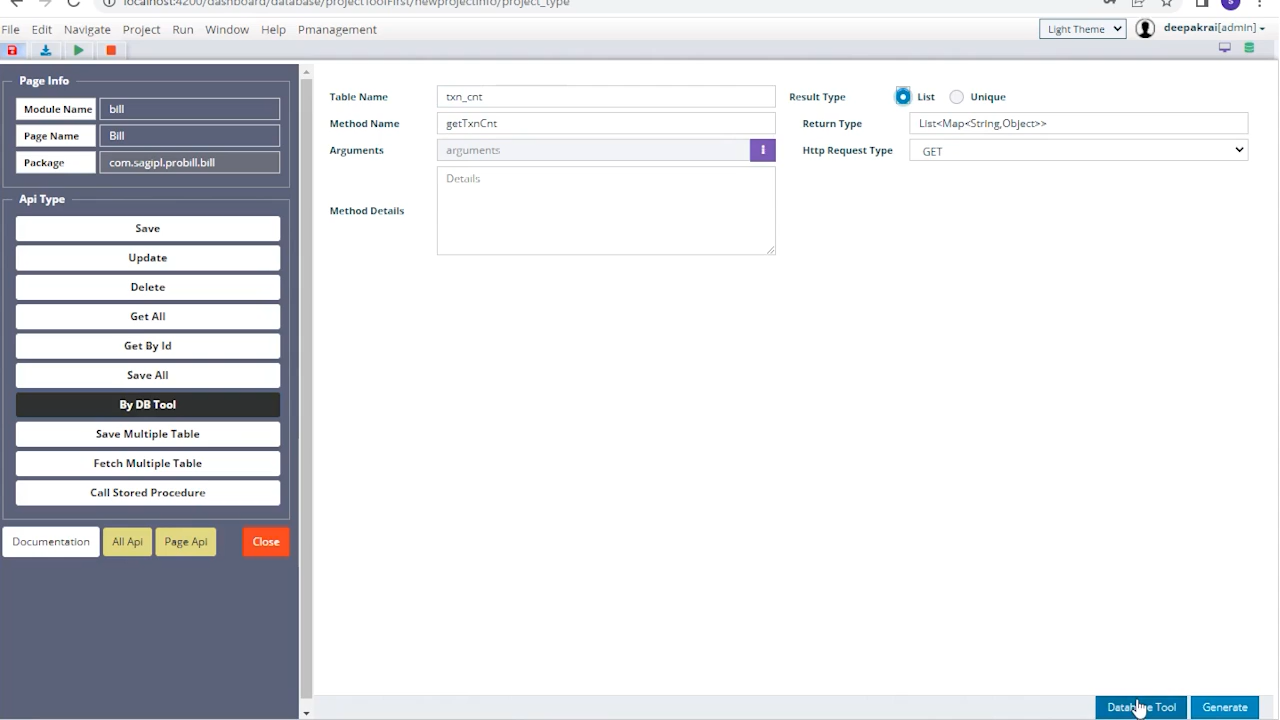 localhost:4200/dashboard/database/projectToolFirst/newprojectinfo/project_type
File Edit Navigate Project Run Window Help Pmanagement
Light Theme
deepakrai[admin]
Page Info
Module Name bill
Page Name Bill
Package com.sagipl.probill.bill
Api Type
Save
Update
Delete
Get All
Get By Id
Save All
By DB Tool
Save Multiple Table
Fetch Multiple Table
Call Stored Procedure
Documentation All Api Page Api Close
Table Name txn_cnt Result Type List Unique
Method Name getTxnCnt Return Type List<Map<String,Object>>
Arguments arguments i Http Request Type GET
Details
Method Details
Database Tool Generate